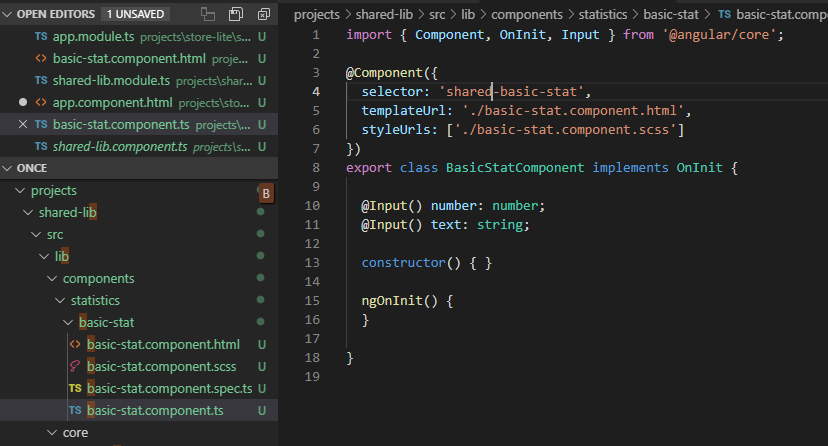 OPEN EDITORS 1 UNSAVED
TS app.module.ts projects\store-lite\s... U
<> basic-stat.component.html projects\... U
TS shared-lib.module.ts projects\shar... U
<> app.component.html projects\sto... U
TS basic-stat.component.ts projects\... U
TS shared-lib.component.ts projects\s... U
ONCE
projects
B
shared-lib
src
lib
components
statistics
basic-stat
<> basic-stat.component.html U
basic-stat.component.scss U
TS basic-stat.component.spec.ts U
TS basic-stat.component.ts U
core
projects > shared-lib > src > lib > components > statistics > basic-stat > TS basic-stat.compo
1 import { Component, OnInit, Input } from '@angular/core';
2
3 @Component({
4 selector: 'shared-basic-stat',
5 templateUrl: './basic-stat.component.html',
6 styleUrls: ['./basic-stat.component.scss']
7 })
8 export class BasicStatComponent implements OnInit {
9
10 @Input() number: number;
11 @Input() text: string;
12
13 constructor() { }
14
15 ngOnInit() {
16 }
17
18 }
19